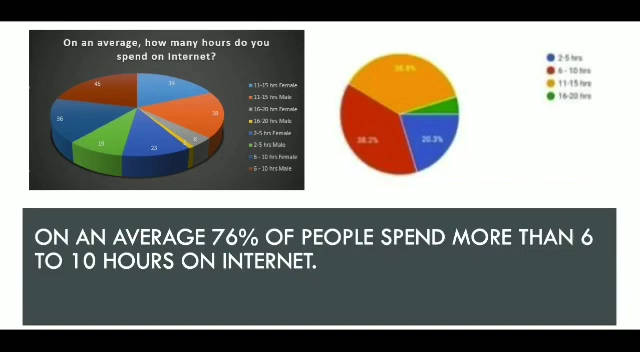 On an average, how many hours do you
spend on Internet?
45
39
38
8
23
19
36
11-15 hrs Female
11-15 hrs Male
16-20 hrs Female
16-20 hrs Male
2-5 hrs Female
2-5 hrs Male
6 - 10 hrs Female
6 - 10 hrs Male
38.2%
20.3%
2-5 hrs
6 - 10 hrs
11-15 hrs
16-20 hrs
ON AN AVERAGE 76% OF PEOPLE SPEND MORE THAN 6
TO 10 HOURS ON INTERNET.